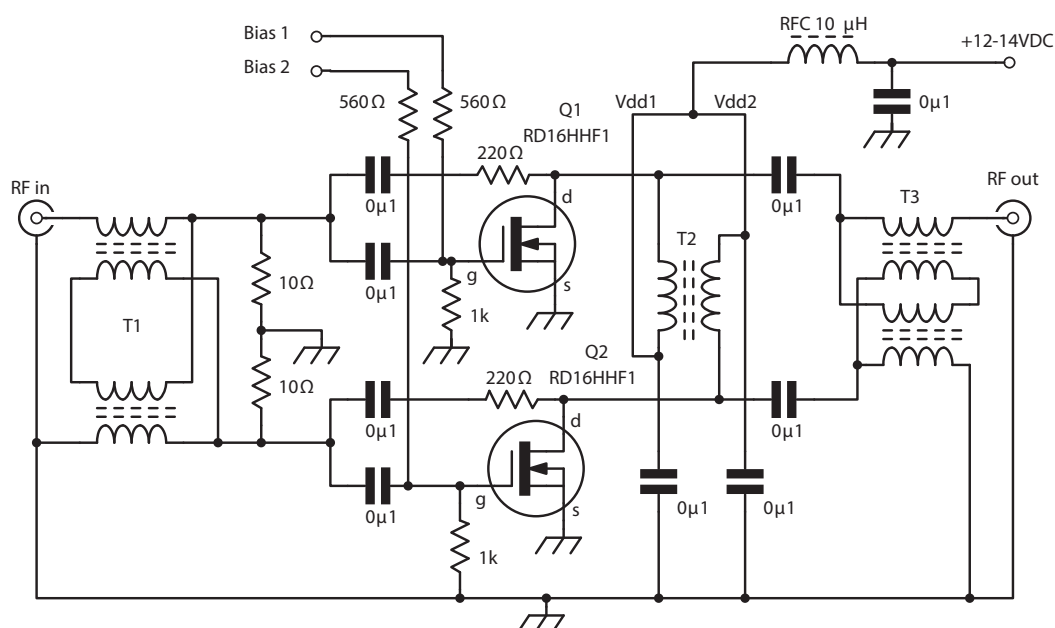 RFC 10 µH
Bias 1
+12-14VDC
Bias 2
560Ω
560Ω
Q1
Vdd1
Vdd2
0µ1
RD16HHF1
220Ω
RF in
d
T3
RF out
0µ1
0µ1
T2
g
s
10Ω
0µ1
1k
T1
Q2
220Ω
RD16HHF1
10Ω
d
0µ1
0µ1
g
s
0µ1
0µ1
0µ1
1k